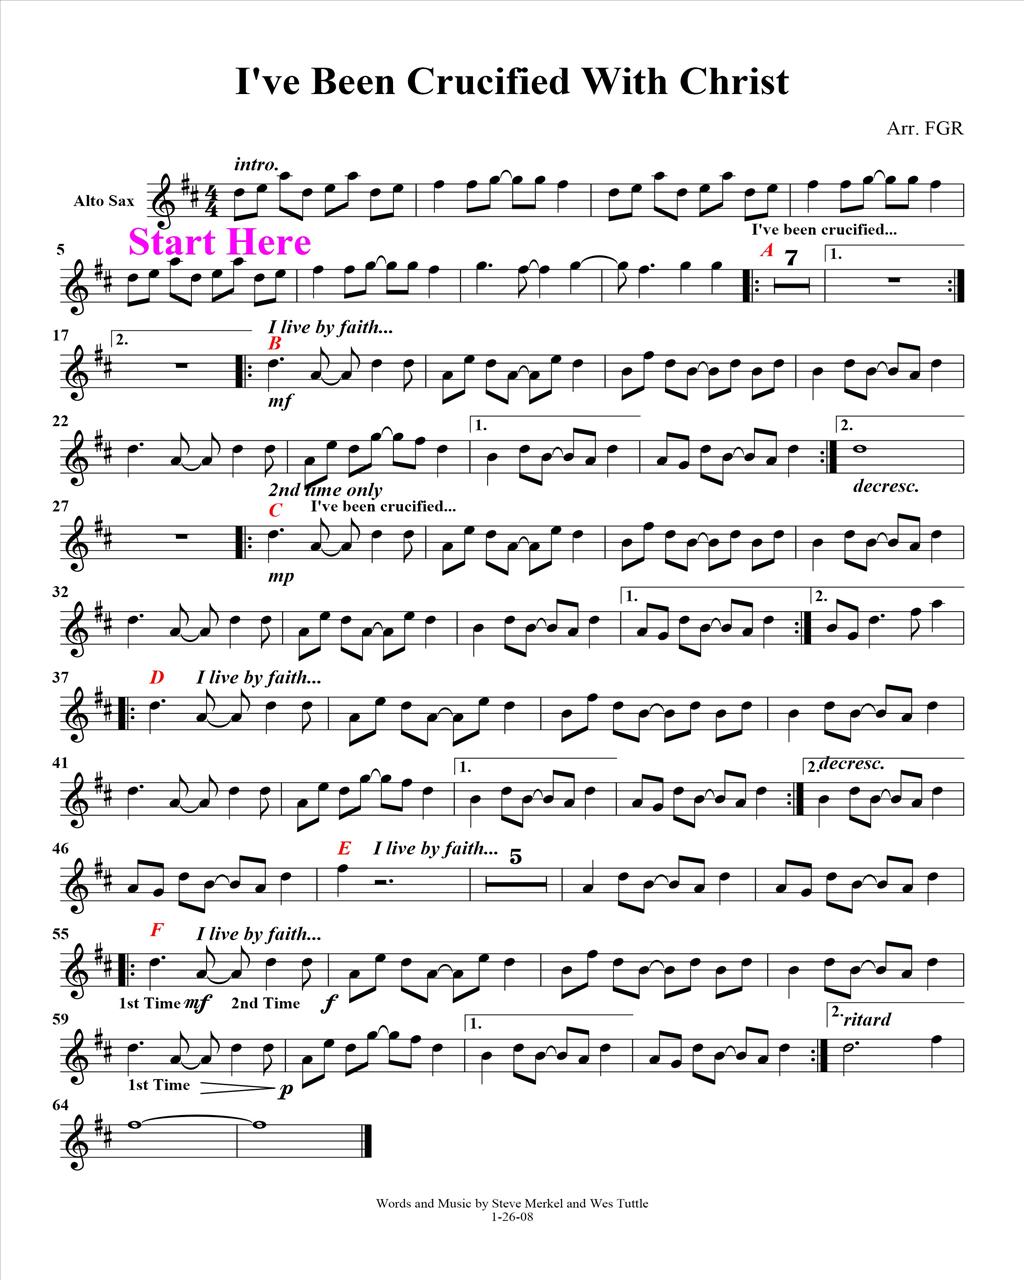 I've Been Crucified With Christ
Arr. FGR
intro.
Alto Sax
4
4
I've been crucified...
Start Here
5
A
7
1.
17
2.
I live by faith...
B
mf
22
1.
2.
2nd time only
decresc.
27
C
I've been crucified...
mp
32
1.
2.
37
D
I live by faith...
41
1.
2.
decresc.
46
E
I live by faith...
5
55
F
I live by faith...
1st Time mf 2nd Time f
59
1.
2.
ritard
1st Time p
64
Words and Music by Steve Merkel and Wes Tuttle
1-26-08